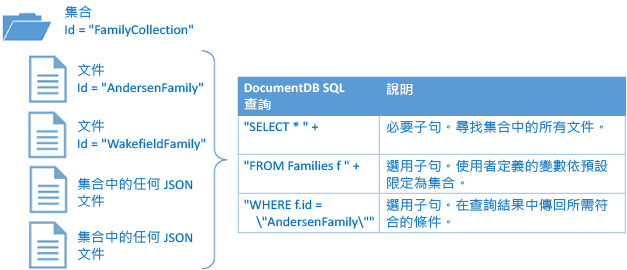 集合
Id = "FamilyCollection"
文件
Id = "AndersenFamily"
文件
Id = "WakefieldFamily"
集合中的任何 JSON
文件
集合中的任何 JSON
文件
DocumentDB SQL
查詢
說明
"SELECT * " +
必要子句。尋找集合中的所有文件。
"FROM Families f " +
選用子句。使用者定義的變數依預設
限定為集合。
"WHERE f.id =
\"AndersenFamily\""
選用子句。在查詢結果中傳回所需符
合的條件。